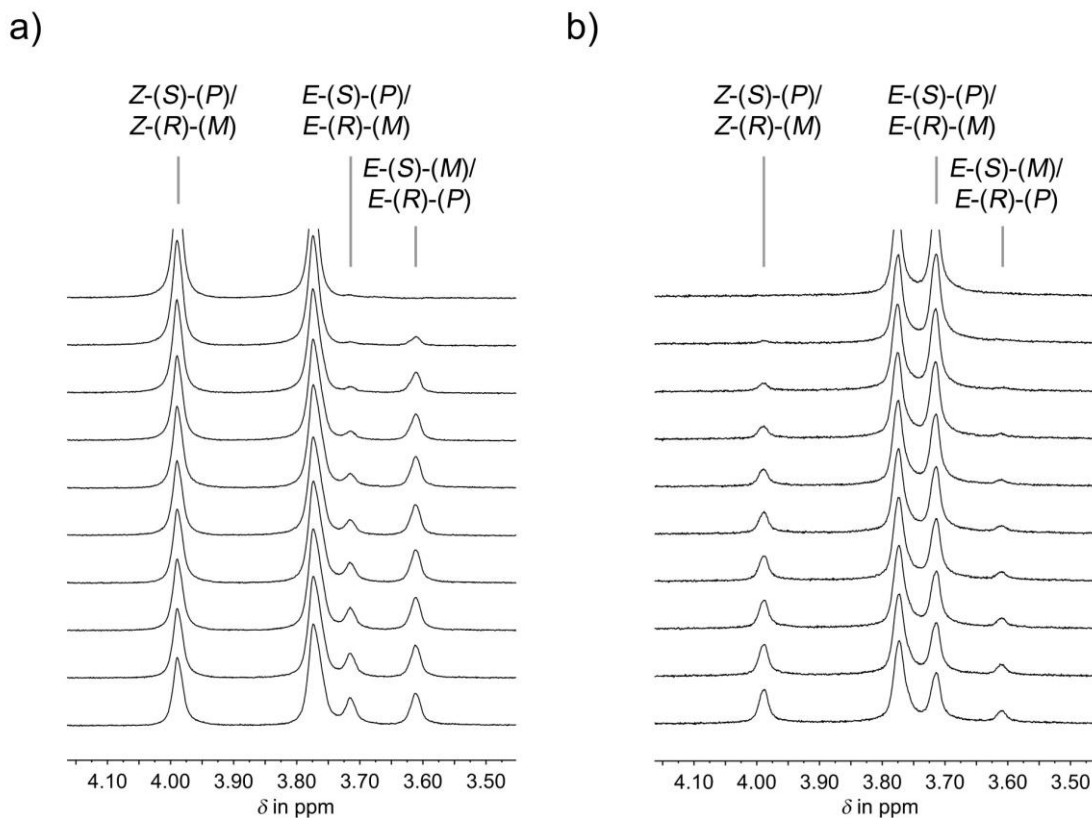 a)
Z-(S)-(P)/
Z-(R)-(M)
E-(S)-(P)/
E-(R)-(M)
E-(S)-(M)/
E-(R)-(P)
4.10 4.00 3.90 3.80 3.70 3.60 3.50
δ in ppm
b)
Z-(S)-(P)/
Z-(R)-(M)
E-(S)-(P)/
E-(R)-(M)
E-(S)-(M)/
E-(R)-(P)
4.10 4.00 3.90 3.80 3.70 3.60 3.50
δ in ppm